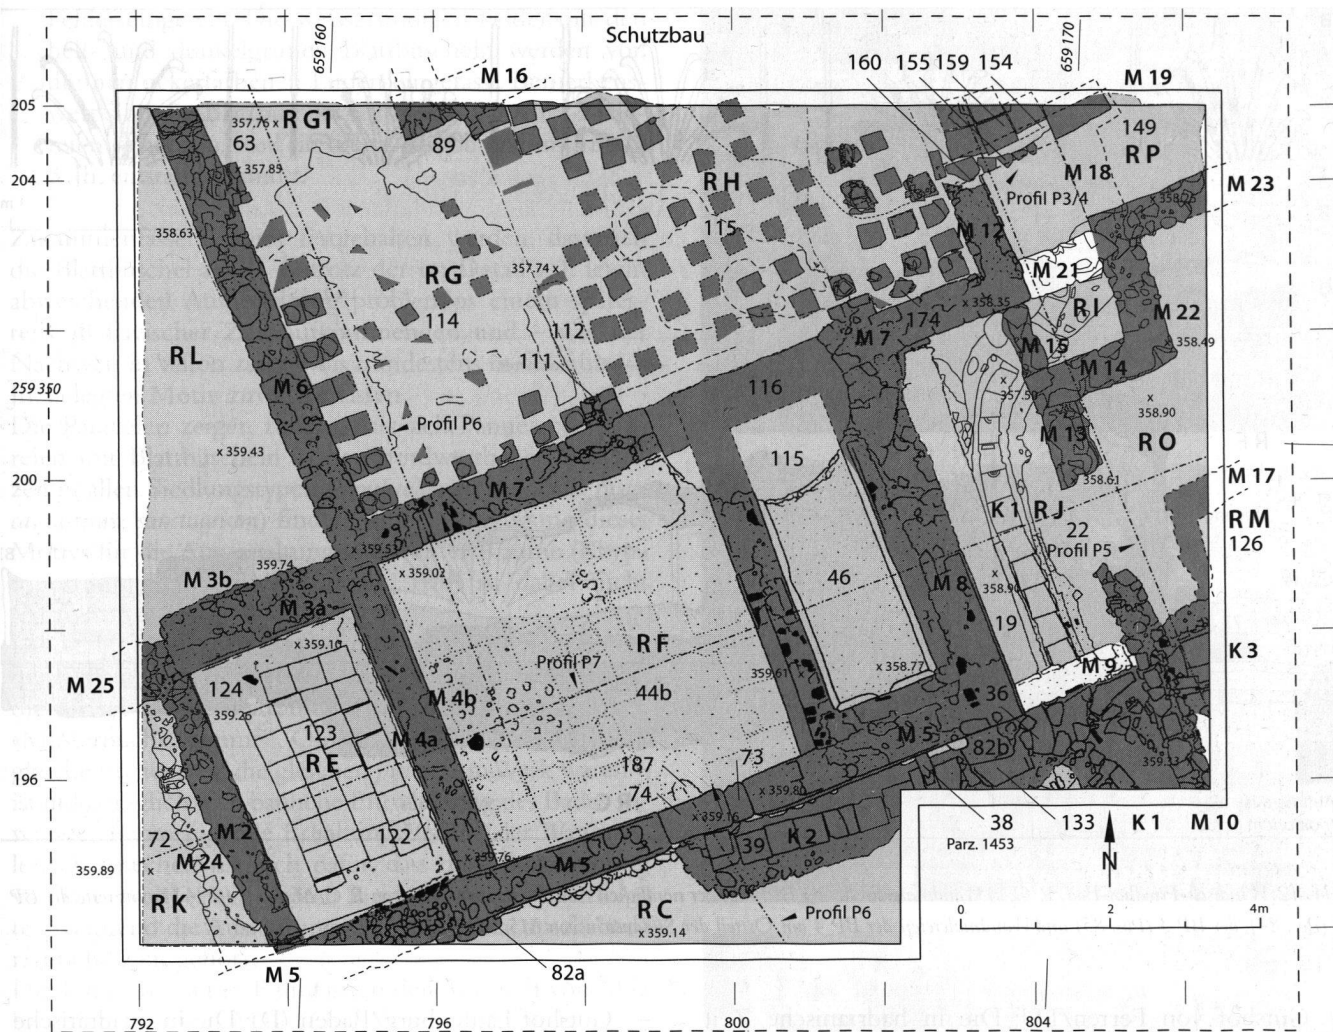 Schutzbau
659 160
659 170
160 155 159 154
M 16
M 19
205
357.76 x
R G1
63
x 357.85
89
149
R P
204
R H
M 18
M 23
Profil P3/4
x 358.75
358.63 x
115
M 12
357.74 x
R G
M 21
114
112
x 358.35
R I
174
M 22
R L
111
M 7
M 15
x 358.49
M 14
259 350
M 6
116
x 357.59
x 358.90
Profil P6
M 13
R O
x 359.43
115
200
M 7
x 358.61
M 17
K 1
R J
R M
126
22
Profil P5
x 359.53
x 359.02
359.74
46
M 3b
M 8
x 358.90
M 3a
x 359.10
R F
19
K 3
Profil P7
M 9
M 25
124
359.61 x
x 358.77
M 4b
44b
36
359.26
123
M 4a
M 5
73
82b
R E
187
359.33
196
74
x 359.80
M 2
122
x 359.16
38
133
K 1
M 10
72
39
K 2
Parz. 1453
M 24
x 359.76
M 5
N
359.89
x
R K
R C
Profil P6
0 2 4m
x 359.14
M 5
82a
792 796 800 804